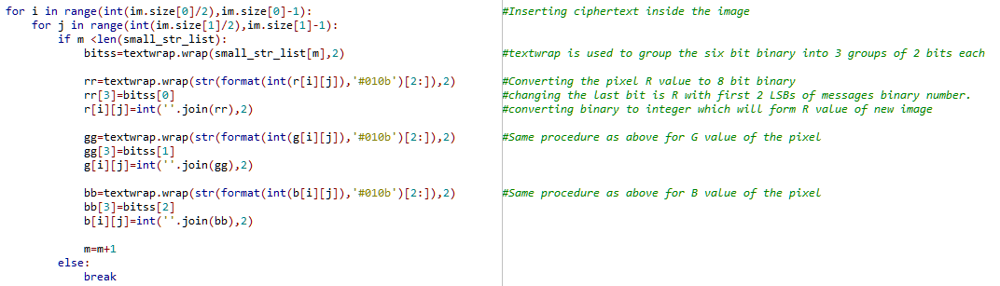 for i in range(int(im.size[0]/2),im.size[0]-1): #Inserting ciphertext inside the image
for j in range(int(im.size[1]/2),im.size[1]-1):
if m <len(small_str_list):
bitss=textwrap.wrap(small_str_list[m],2) #textwrap is used to group the six bit binary into 3 groups of 2 bits each
rr=textwrap.wrap(str(format(int(r[i][j]),'#010b')[2:]),2) #Converting the pixel R value to 8 bit binary
rr[3]=bitss[0] #changing the last bit is R with first 2 LSBs of messages binary number.
r[i][j]=int(''.join(rr),2) #converting binary to integer which will form R value of new image
gg=textwrap.wrap(str(format(int(g[i][j]),'#010b')[2:]),2) #Same procedure as above for G value of the pixel
gg[3]=bitss[1]
g[i][j]=int(''.join(gg),2)
bb=textwrap.wrap(str(format(int(b[i][j]),'#010b')[2:]),2) #Same procedure as above for B value of the pixel
bb[3]=bitss[2]
b[i][j]=int(''.join(bb),2)
m=m+1
else:
break